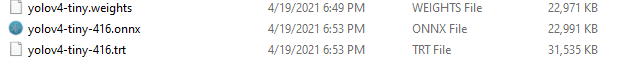 yolov4-tiny.weights 4/19/2021 6:49 PM WEIGHTS File 22,971 KB
yolov4-tiny-416.onnx 4/19/2021 6:53 PM ONNX File 22,991 KB
yolov4-tiny-416.trt 4/19/2021 6:53 PM TRT File 31,535 KB